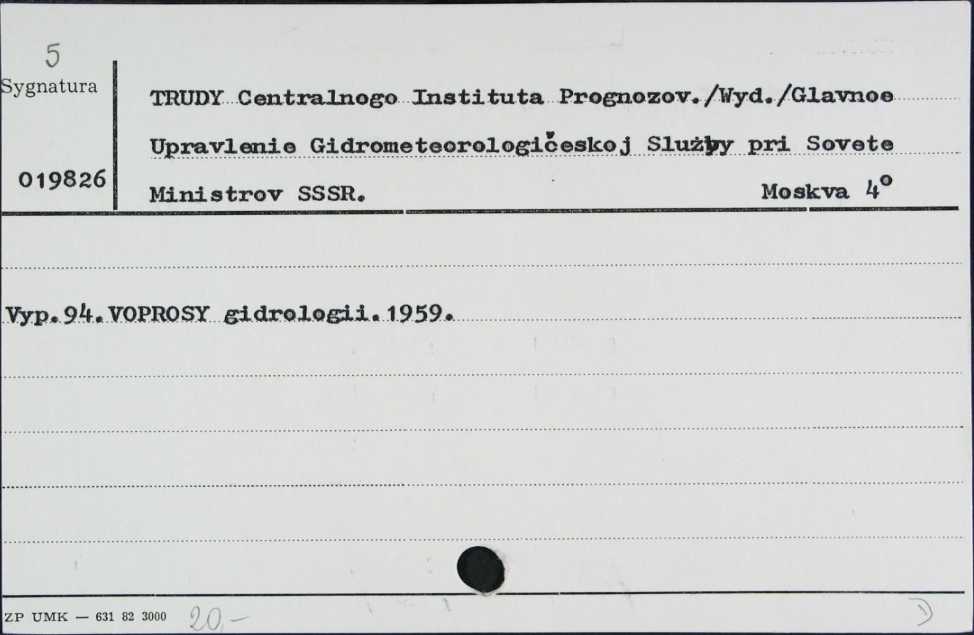 5
Sygnatura
TRUDY Centralnogo Instituta Prognozov./Wyd./Glavnoe
Upravlenie Gidrometeorologičeskoj Služby pri Sovete
019826
Ministrov SSSR. Moskva 4°
Vyp.94.VOPROSY gidrologii.1959.
ZP UMK — 631 82 3000 20,-